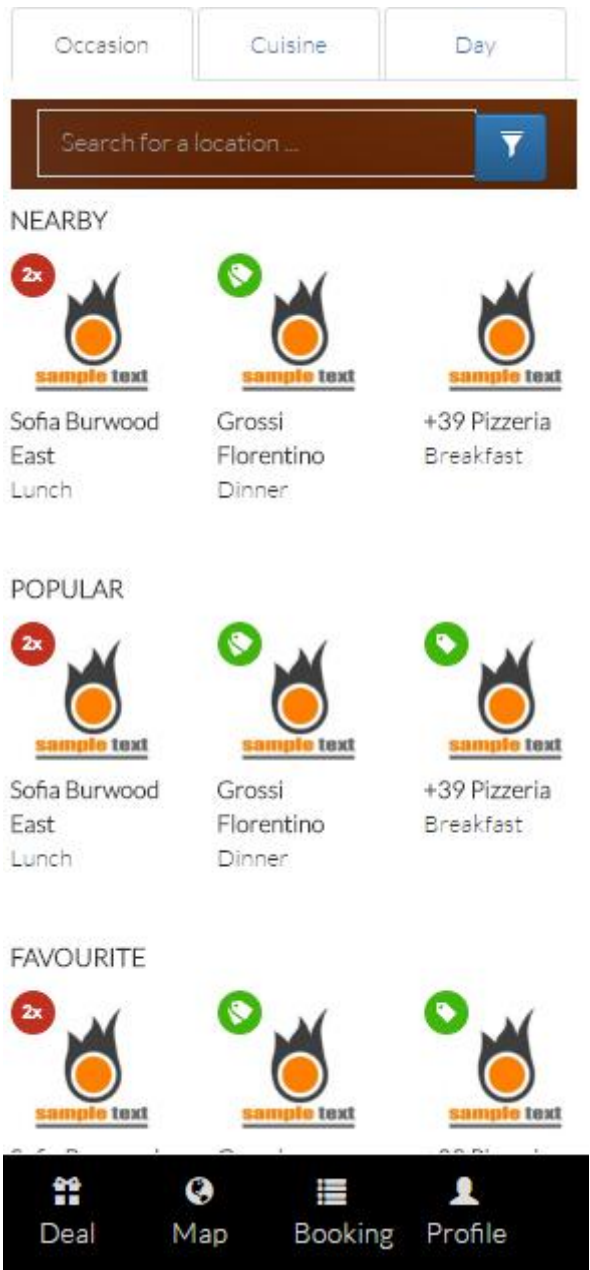 Occasion Cuisine Day
Search for a location ...
NEARBY
2x
sample text sample text sample text
Sofia Burwood Grossi +39 Pizzeria
East Florentino Breakfast
Lunch Dinner
POPULAR
2x
sample text sample text sample text
Sofia Burwood Grossi +39 Pizzeria
East Florentino Breakfast
Lunch Dinner
FAVOURITE
2x
sample text sample text sample text
Deal Map Booking Profile